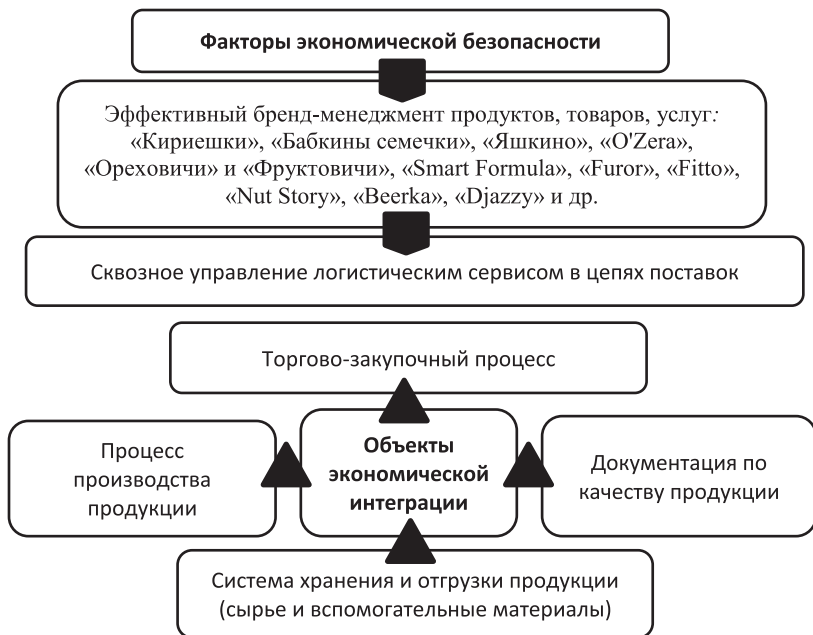 Факторы экономической безопасности
Эффективный бренд-менеджмент продуктов, товаров, услуг:
«Кириешки», «Бабкины семечки», «Яшкино», «O'Zera»,
«Ореховичи» и «Фруктовичи», «Smart Formula», «Furor», «Fitto»,
«Nut Story», «Beerka», «Djazzy» и др.
Сквозное управление логистическим сервисом в цепях поставок
Торгово-закупочный процесс
Процесс
производства
продукции
Объекты
экономической
интеграции
Документация по
качеству продукции
Система хранения и отгрузки продукции
(сырье и вспомогательные материалы)